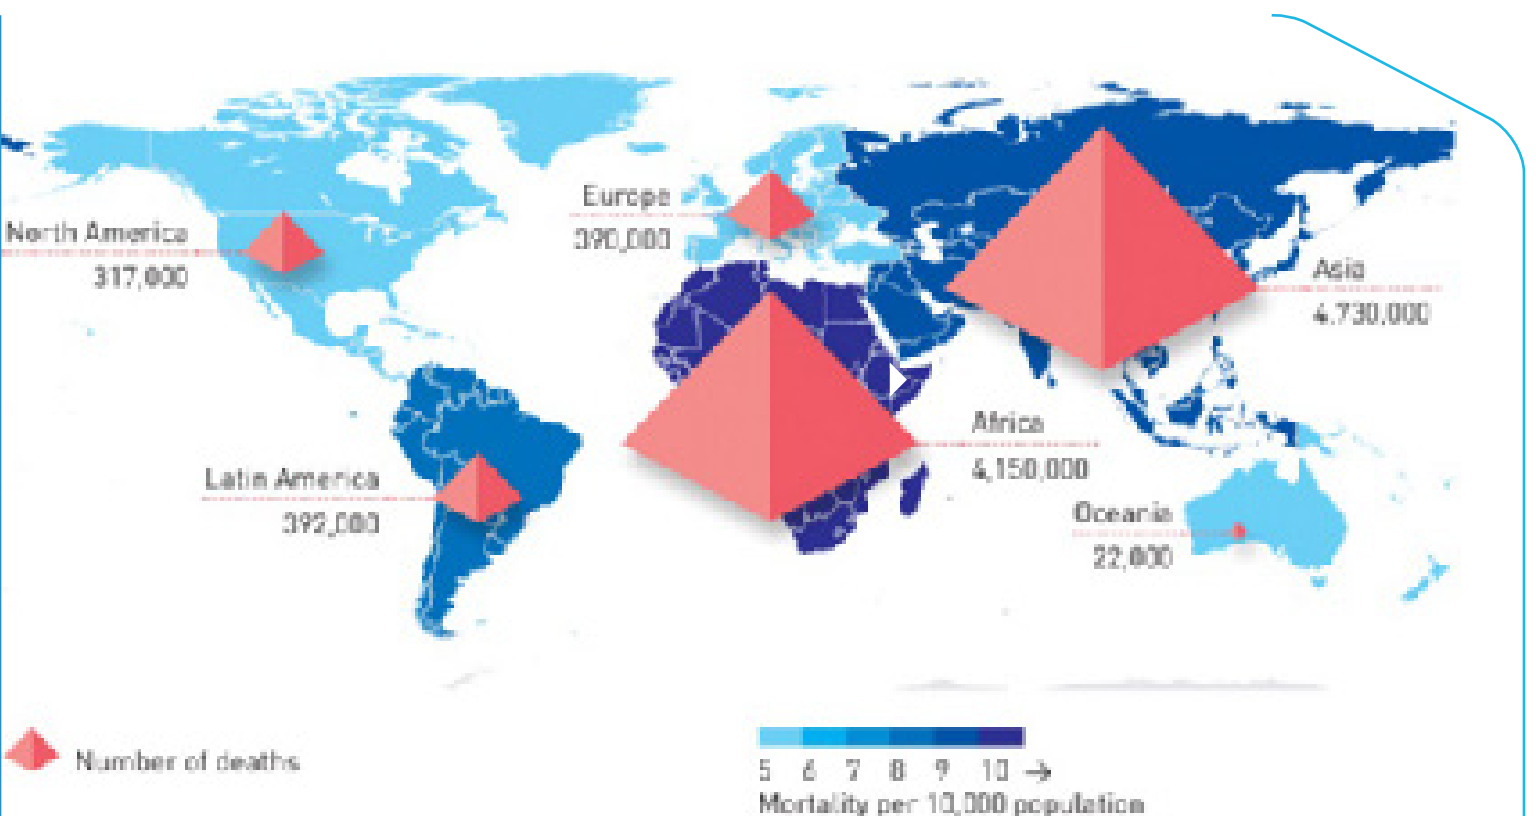 Europe
390,000
North America
317,000
Asia
4,730,000
Africa
4,150,000
Latin America
392,000
Oceania
22,000
Number of deaths
5 6 7 8 9 10 →
Mortality per 10,000 population